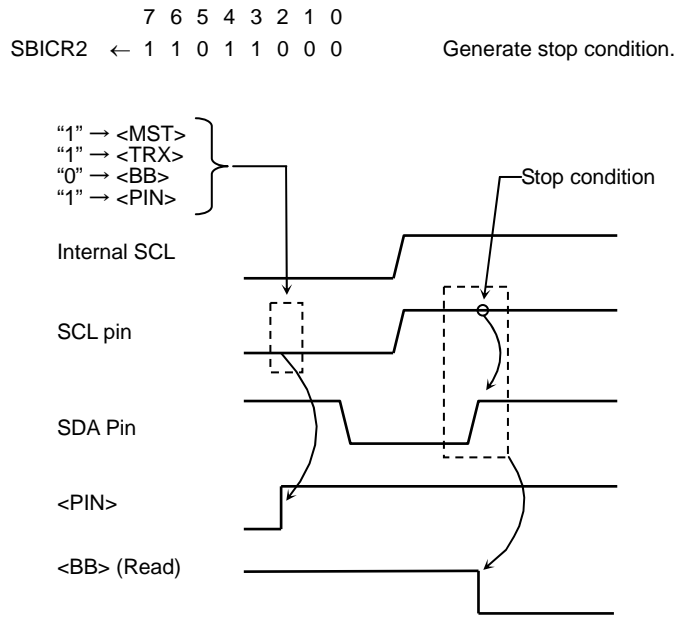 7 6 5 4 3 2 1 0
SBICR2 ← 1 1 0 1 1 0 0 0 Generate stop condition.
“1” → <MST>
“1” → <TRX>
“0” → <BB>
“1” → <PIN>
Stop condition
Internal SCL
SCL pin
SDA Pin
<PIN>
<BB> (Read)